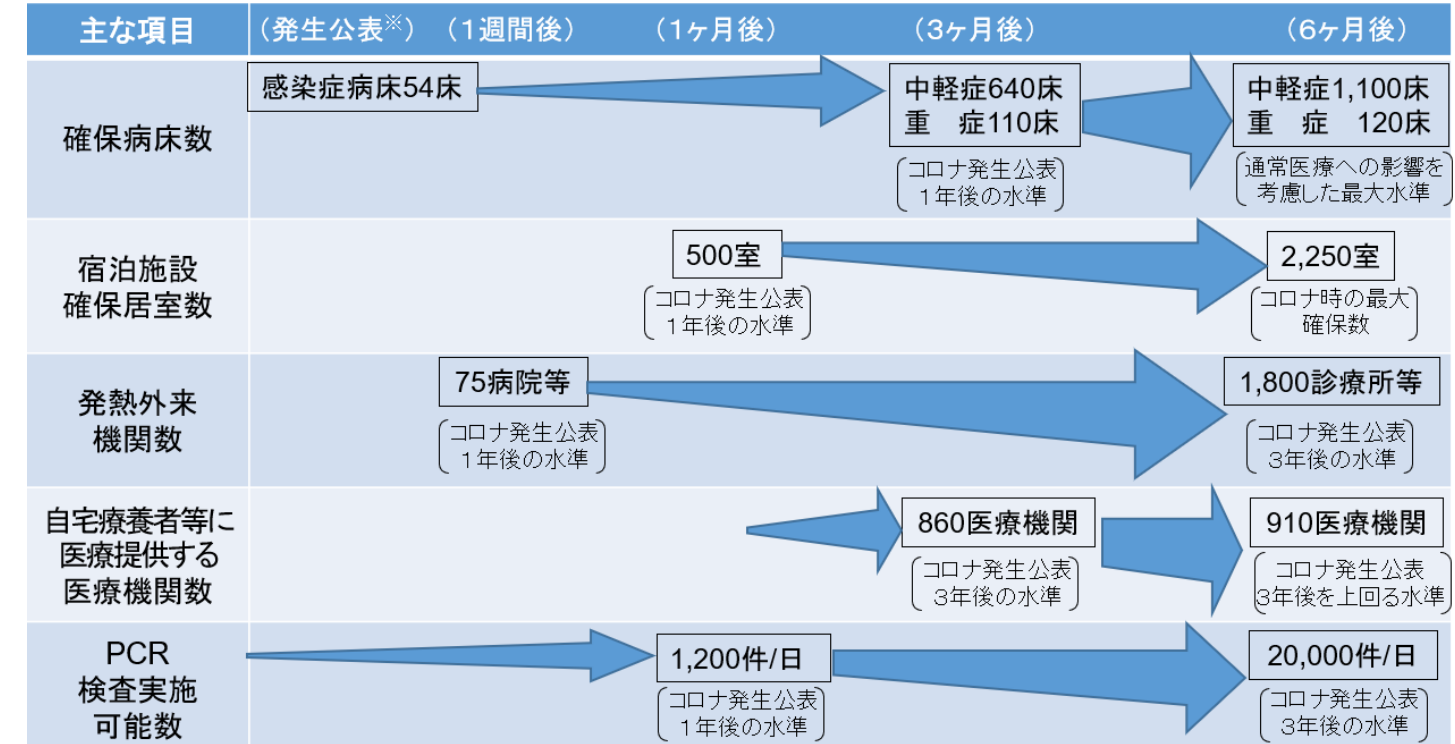 主な項目 (発生公表※) (1週間後) (1ヶ月後) (3ヶ月後) (6ヶ月後)
確保病床数
感染症病床54床
中軽症640床
重　症110床
コロナ発生公表
1年後の水準
中軽症1,100床
重　症　120床
通常医療への影響を
考慮した最大水準
宿泊施設
確保居室数
500室
コロナ発生公表
1年後の水準
2,250室
コロナ時の最大
確保数
発熱外来
機関数
75病院等
コロナ発生公表
1年後の水準
1,800診療所等
コロナ発生公表
3年後の水準
自宅療養者等に
医療提供する
医療機関数
860医療機関
コロナ発生公表
3年後の水準
910医療機関
コロナ発生公表
3年後を上回る水準
PCR
検査実施
可能数
1,200件/日
コロナ発生公表
1年後の水準
20,000件/日
コロナ発生公表
3年後の水準